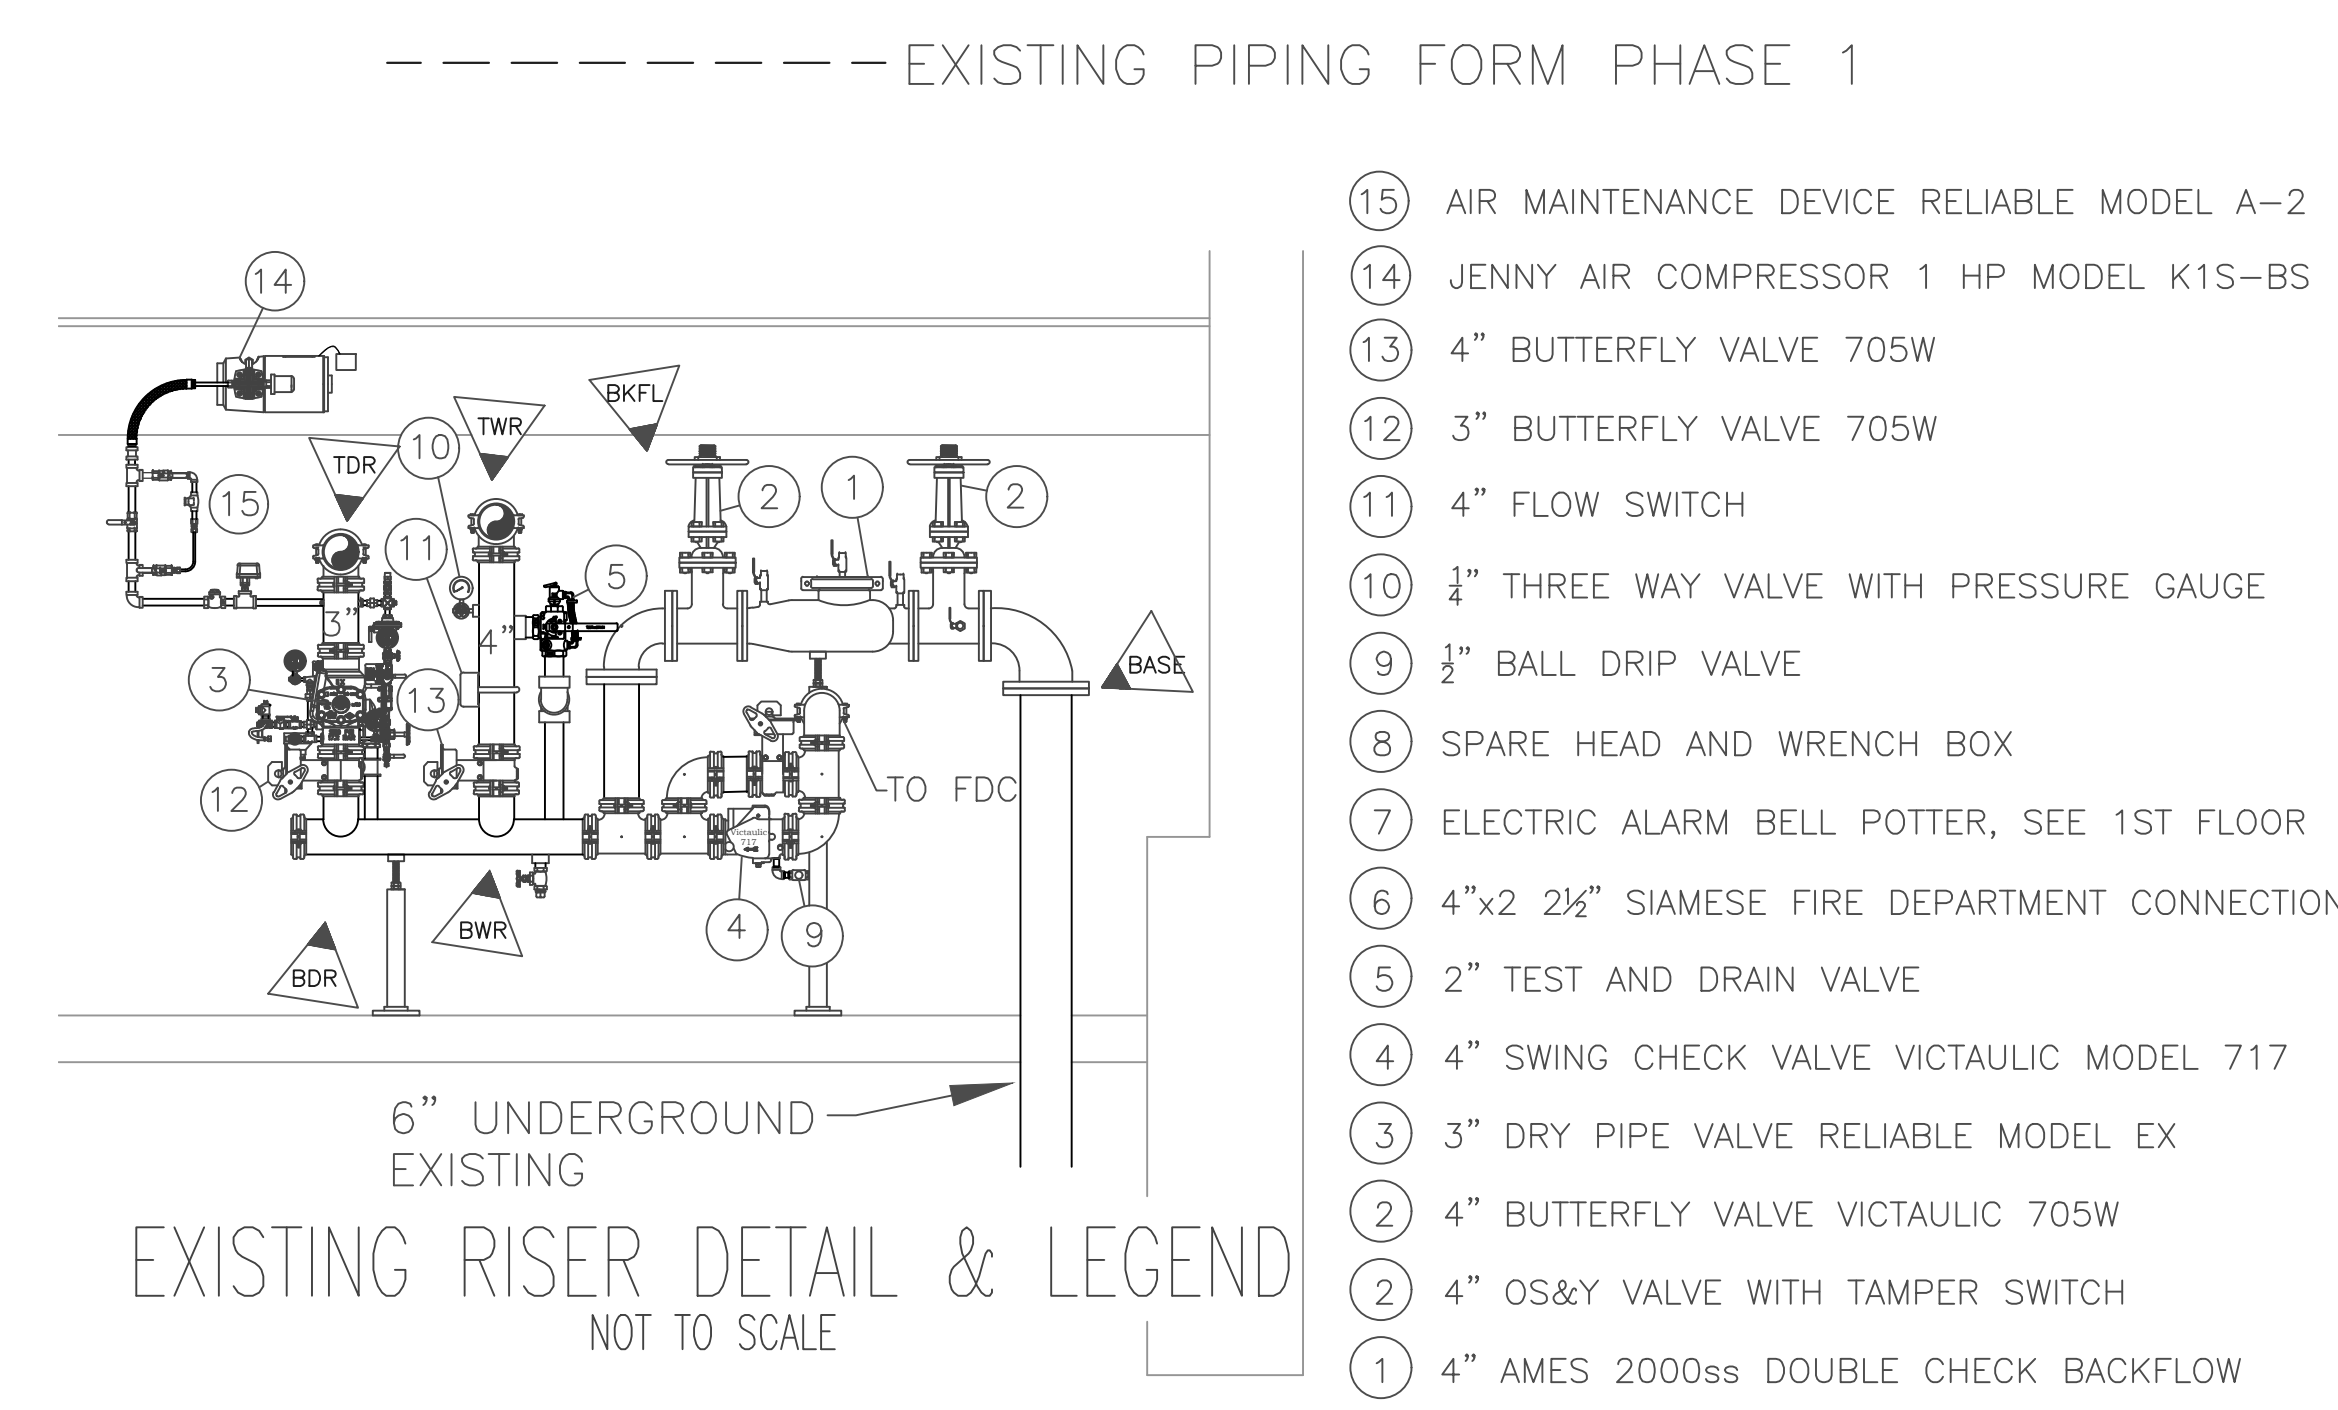 EXISTING PIPING FORM PHASE 1
15 AIR MAINTENANCE DEVICE RELIABLE MODEL A-2
14 JENNY AIR COMPRESSOR 1 HP MODEL K1S-BS
13 4" BUTTERFLY VALVE 705W
12 3" BUTTERFLY VALVE 705W
11 4" FLOW SWITCH
10 ¼" THREE WAY VALVE WITH PRESSURE GAUGE
9 ½" BALL DRIP VALVE
8 SPARE HEAD AND WRENCH BOX
7 ELECTRIC ALARM BELL POTTER, SEE 1ST FLOOR
6 4"x2 2½" SIAMESE FIRE DEPARTMENT CONNECTION
5 2" TEST AND DRAIN VALVE
4 4" SWING CHECK VALVE VICTAULIC MODEL 717
3 3" DRY PIPE VALVE RELIABLE MODEL EX
2 4" BUTTERFLY VALVE VICTAULIC 705W
2 4" OS&Y VALVE WITH TAMPER SWITCH
1 4" AMES 2000ss DOUBLE CHECK BACKFLOW
14
BKFL
TWR
10
TDR
15
2
1
2
11
5
3"
4"
BASE
3
EX
13
12
TO FDC
Victaulic
717
4
9
BWR
BDR
6" UNDERGROUND
EXISTING
EXISTING RISER DETAIL & LEGEND
NOT TO SCALE